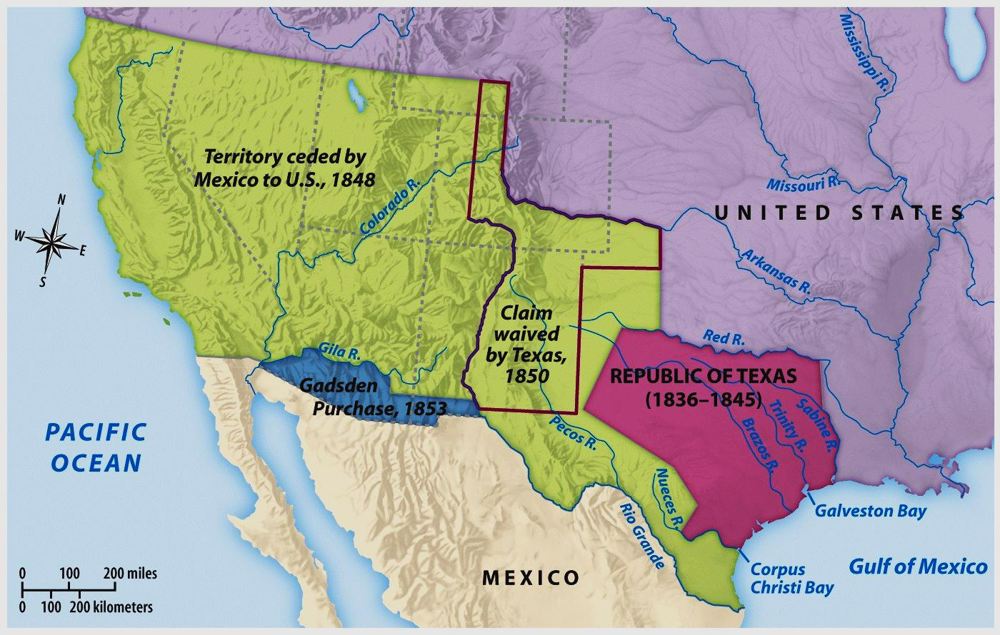 Mississippi R.
Territory ceded by
Mexico to U.S., 1848
Colorado R.
Missouri R.
UNITED STATES
N
W
E
S
Arkansas R.
Claim
waived
by Texas,
1850
Red R.
Gila R.
Gadsden
Purchase, 1853
REPUBLIC OF TEXAS
(1836–1845)
Sabine R.
Trinity R.
Brazos R.
PACIFIC
OCEAN
Pecos R.
Nueces R.
Rio Grande
Galveston Bay
MEXICO
Corpus
Christi Bay
Gulf of Mexico
0 100 200 miles
0 100 200 kilometers